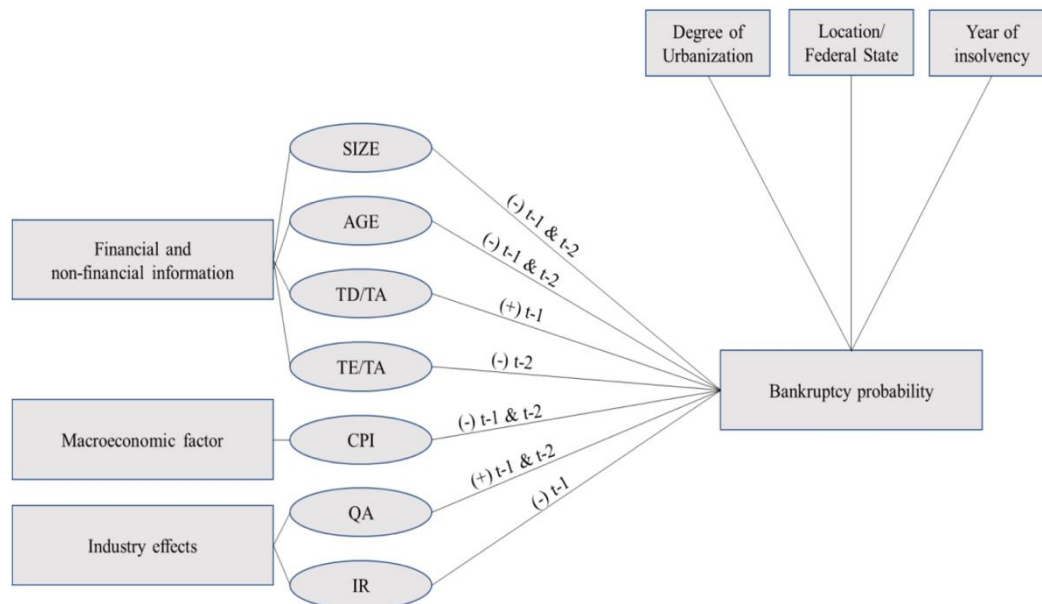 Degree of
Urbanization
Location/
Federal State
Year of
insolvency
SIZE
AGE
Financial and
non-financial information
TD/TA
TE/TA
(-) t-1 & t-2
(-) t-1 & t-2
(+) t-1
(-) t-2
Bankruptcy probability
Macroeconomic factor
CPI
(-) t-1 & t-2
QA
(+) t-1 & t-2
Industry effects
IR
(-) t-1